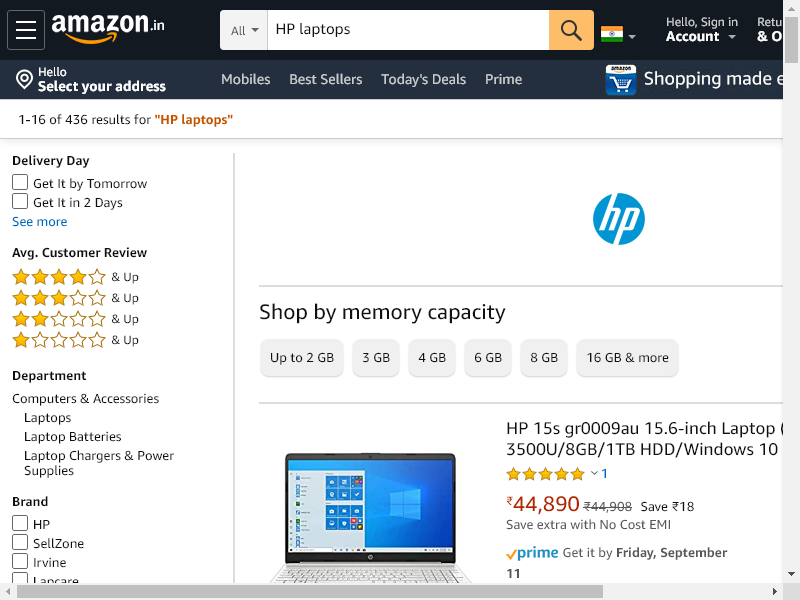 amazon.in
All
HP laptops
Hello, Sign in
Account
Retu
& O
Hello
Select your address
Mobiles
Best Sellers
Today's Deals
Prime
amazon
Shopping made e
1-16 of 436 results for "HP laptops"
Delivery Day
Get It by Tomorrow
Get It in 2 Days
See more
Avg. Customer Review
& Up
& Up
& Up
& Up
Department
Computers & Accessories
Laptops
Laptop Batteries
Laptop Chargers & Power
Supplies
Brand
HP
SellZone
Irvine
Lapcare
hp
Shop by memory capacity
Up to 2 GB
3 GB
4 GB
6 GB
8 GB
16 GB & more
HP 15s gr0009au 15.6-inch Laptop (
3500U/8GB/1TB HDD/Windows 10
1
₹44,890 ₹44,908 Save ₹18
Save extra with No Cost EMI
prime Get it by Friday, September
11